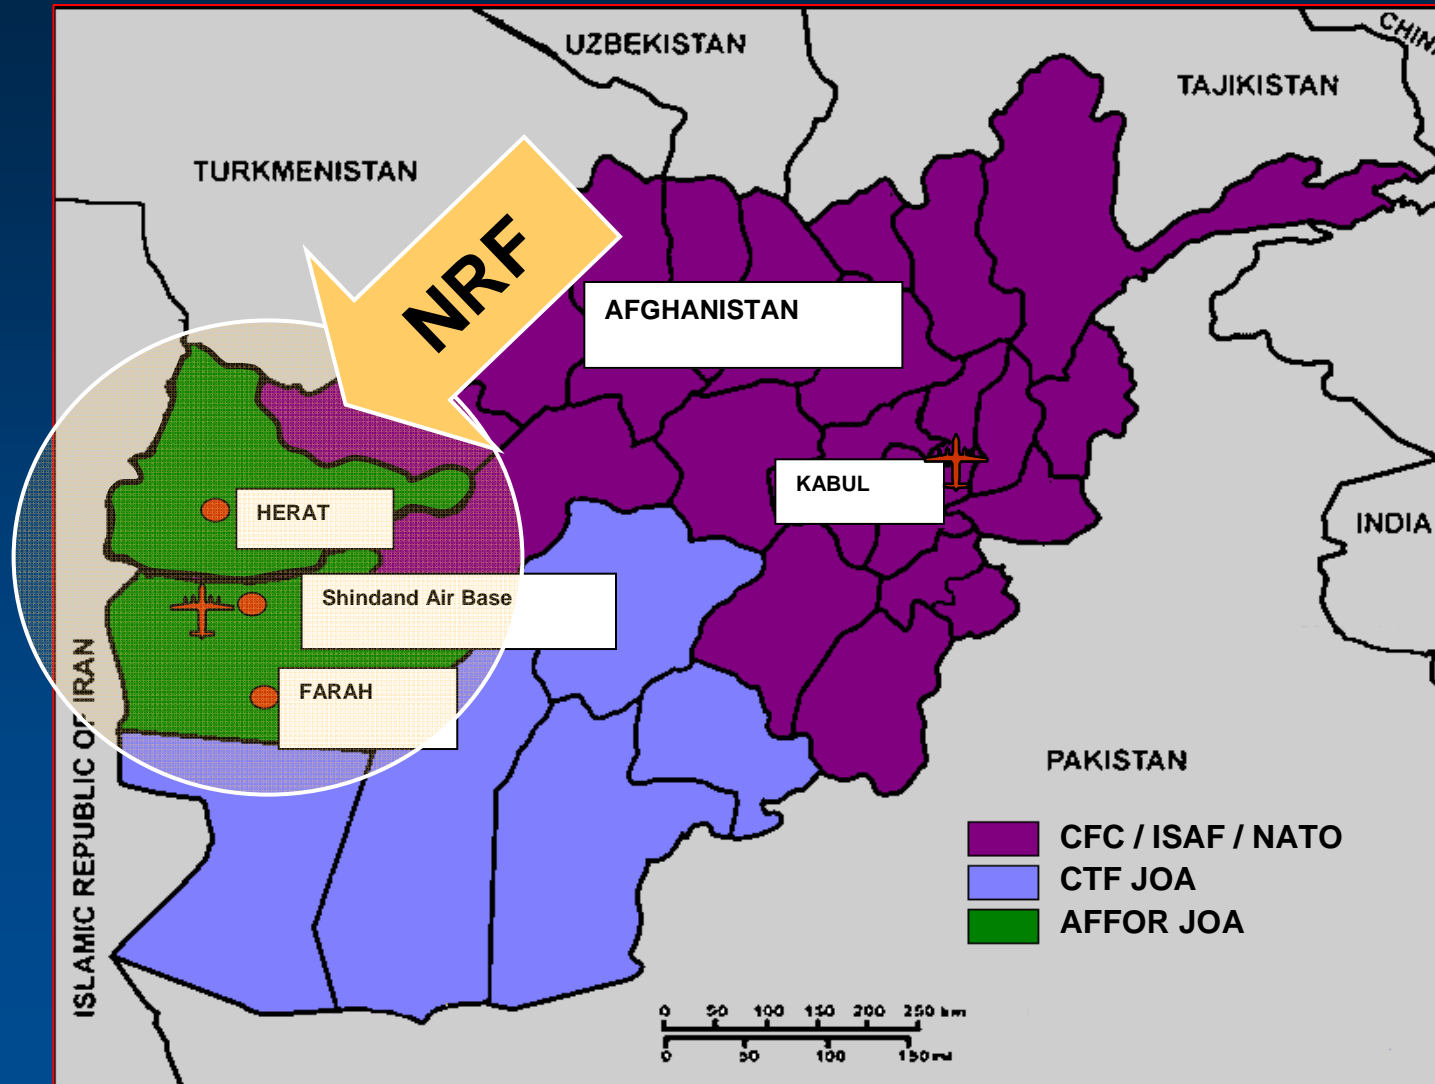 UZBEKISTAN
CHINA
TAJIKISTAN
TURKMENISTAN
NRF
AFGHANISTAN
KABUL
HERAT
INDIA
Shindand Air Base
FARAH
ISLAMIC REPUBLIC OF IRAN
PAKISTAN
CFC / ISAF / NATO
CTF JOA
AFFOR JOA
0 50 100 150 200 250 km
0 50 100 150 mi